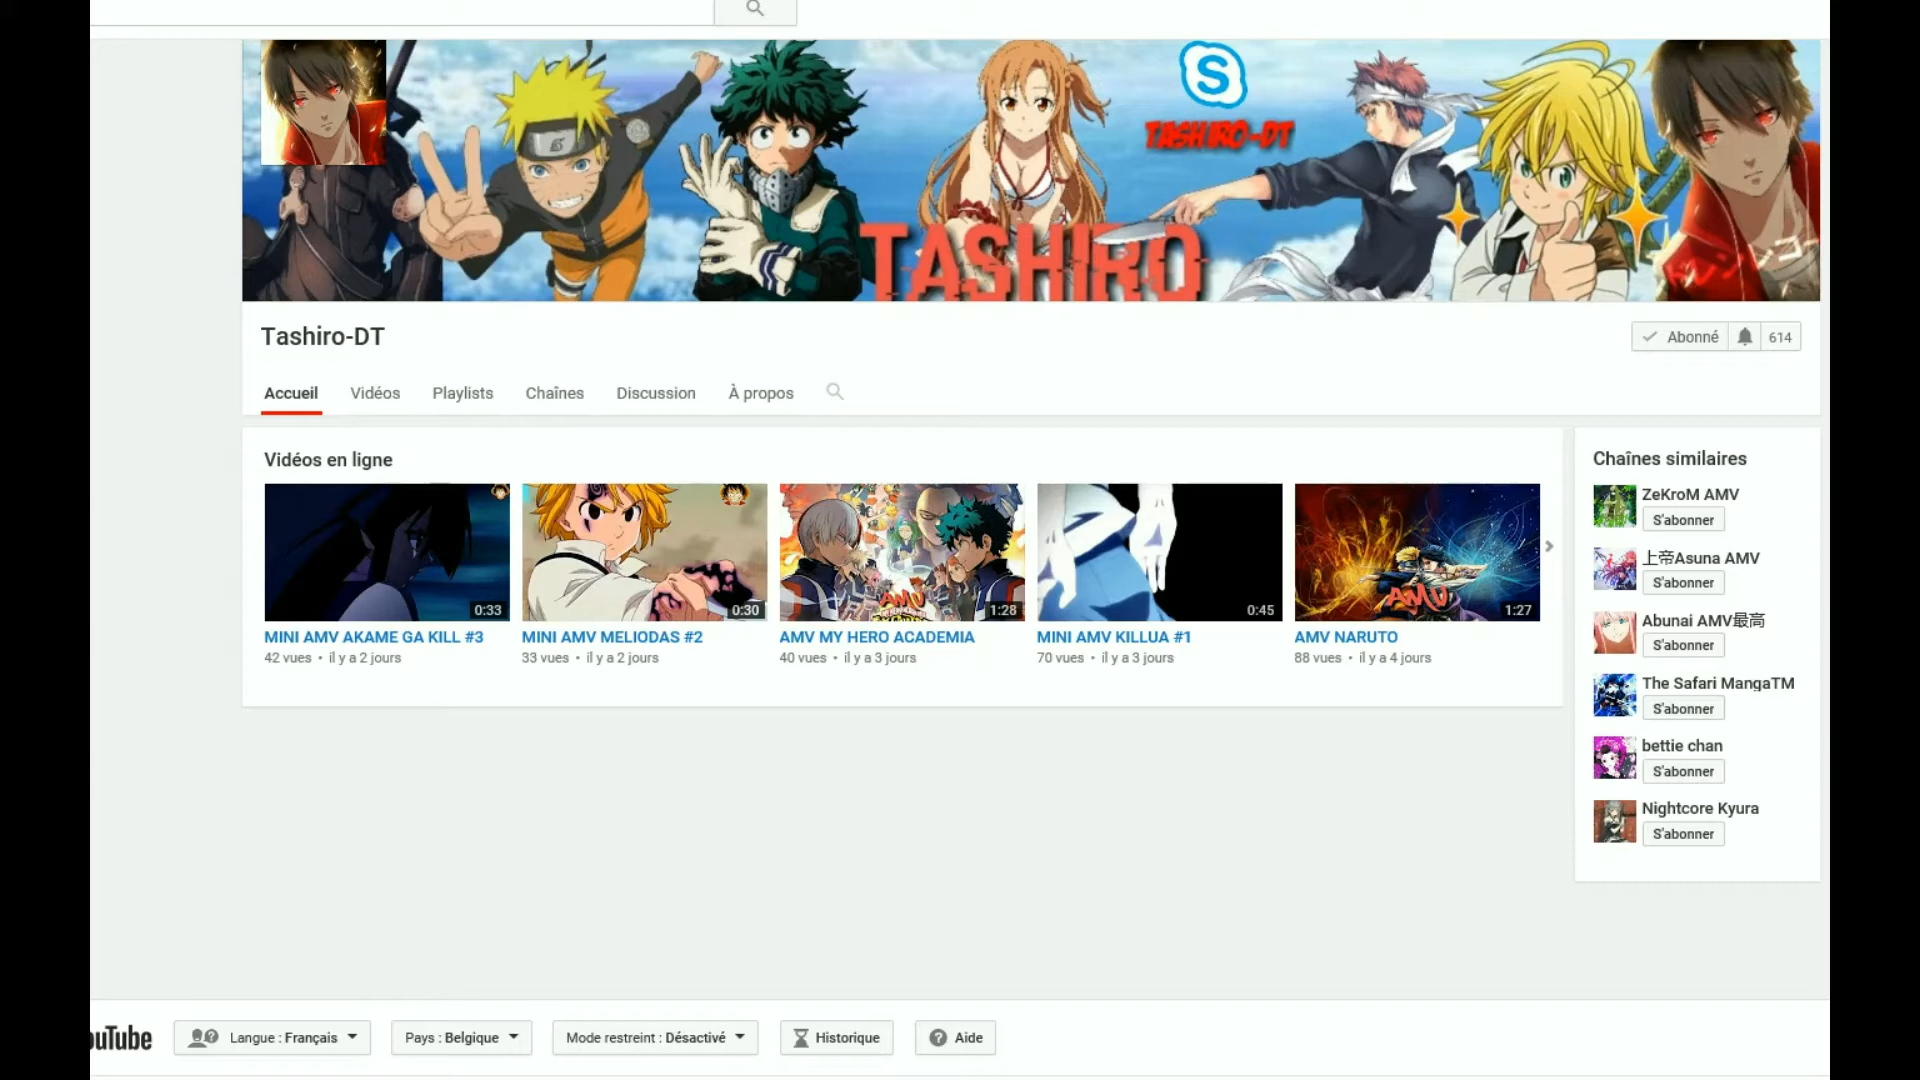 S
TASHIRO-DT
TASHIRO
Tashiro-DT
Abonné 614
Accueil Vidéos Playlists Chaînes Discussion À propos
Vidéos en ligne
0:33 0:30 1:28 0:45 1:27
AMV
AMV
MINI AMV AKAME GA KILL #3
42 vues • il y a 2 jours
MINI AMV MELIODAS #2
33 vues • il y a 2 jours
AMV MY HERO ACADEMIA
40 vues • il y a 3 jours
MINI AMV KILLUA #1
70 vues • il y a 3 jours
AMV NARUTO
88 vues • il y a 4 jours
Chaînes similaires
ZeKroM AMV
S'abonner
上帝Asuna AMV
S'abonner
Abunai AMV最高
S'abonner
The Safari MangaTM
S'abonner
bettie chan
S'abonner
Nightcore Kyura
S'abonner
ouTube Langue : Français Pays : Belgique Mode restreint : Désactivé Historique Aide